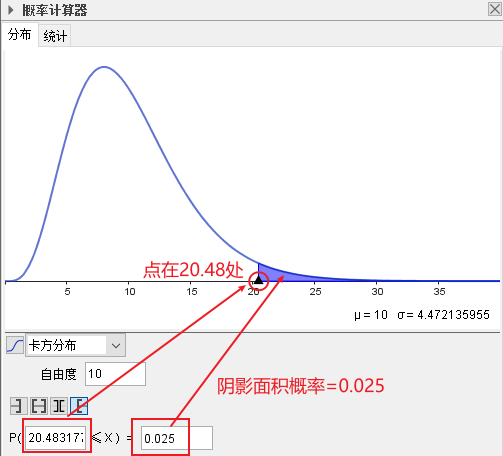 概率计算器
分布 统计
点在20.48处
5 10 15 20 25 30 35
μ = 10 σ = 4.472135955
卡方分布
自由度 10
阴影面积概率=0.025
P( 20.483177 ≤ X ) = 0.025